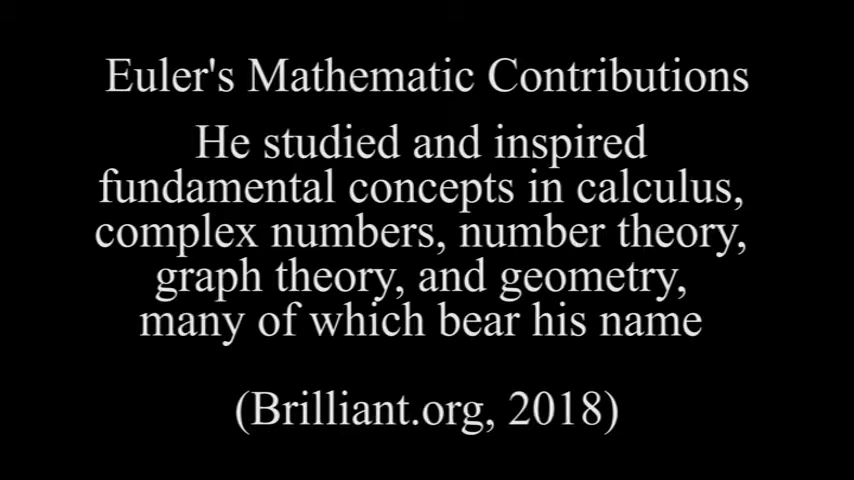 Euler's Mathematic Contributions
He studied and inspired
fundamental concepts in calculus,
complex numbers, number theory,
graph theory, and geometry,
many of which bear his name
(Brilliant.org, 2018)